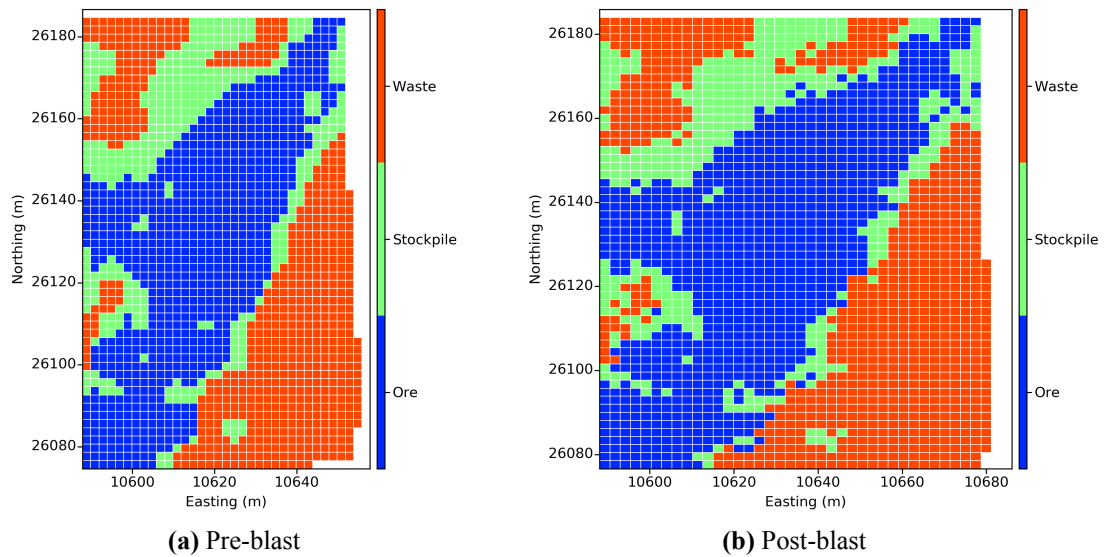 26180
26160
26140
26120
26100
26080
Northing (m)
10600 10620 10640
Easting (m)
Waste
Stockpile
Ore
(a) Pre-blast
26180
26160
26140
26120
26100
26080
Northing (m)
10600 10620 10640 10660 10680
Easting (m)
Waste
Stockpile
Ore
(b) Post-blast